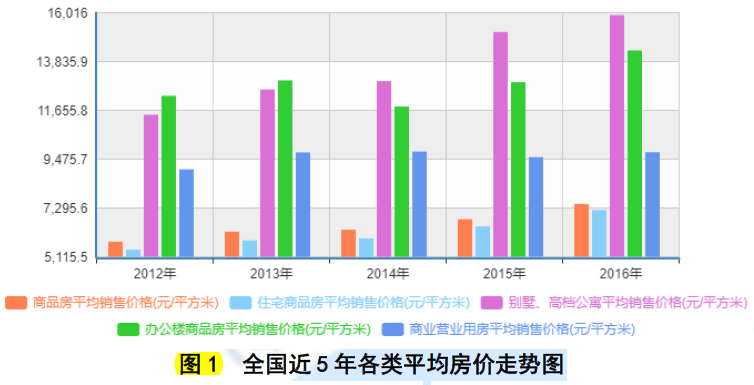 16,016
13,835.9
11,655.8
9,475.7
7,295.6
5,115.5
2012年 2013年 2014年 2015年 2016年
商品房平均销售价格(元/平方米) 住宅商品房平均销售价格(元/平方米) 别墅、高档公寓平均销售价格(元/平方米)
办公楼商品房平均销售价格(元/平方米) 商业营业用房平均销售价格(元/平方米)
图 1 全国近 5 年各类平均房价走势图